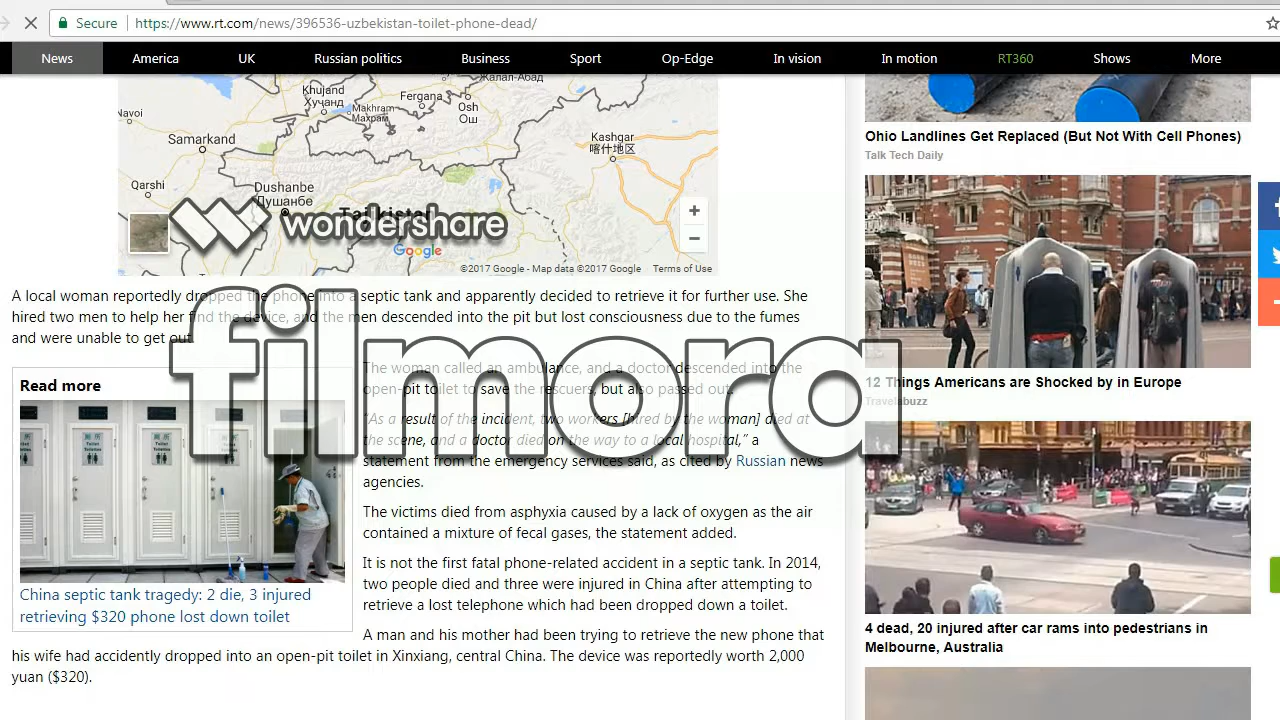 Secure
https://www.rt.com/news/396536-uzbekistan-toilet-phone-dead/
News America UK Russian politics Business Sport Op-Edge In vision In motion RT360 Shows More
Жалал-Абад
Khujand
Хучанд
Fergana
Osh
Ош
Makhram
Махрам
Navoi
Samarkand
Kashgar
喀什地区
Qarshi
Dushanbe
Душанбе
Tajikistan
wondershare
Google
©2017 Google - Map data ©2017 Google Terms of Use
filmora
A local woman reportedly dropped the phone into a septic tank and apparently decided to retrieve it for further use. She
hired two men to help her find the device, and the men descended into the pit but lost consciousness due to the fumes
and were unable to get out.
Read more
China septic tank tragedy: 2 die, 3 injured
retrieving $320 phone lost down toilet
The woman called an ambulance, and a doctor descended into the
open-pit toilet to save the rescuers, but also passed out.
"As a result of the incident, two workers [hired by the woman] died at
the scene, and a doctor died on the way to a local hospital," a
statement from the emergency services said, as cited by Russian news
agencies.
The victims died from asphyxia caused by a lack of oxygen as the air
contained a mixture of fecal gases, the statement added.
It is not the first fatal phone-related accident in a septic tank. In 2014,
two people died and three were injured in China after attempting to
retrieve a lost telephone which had been dropped down a toilet.
A man and his mother had been trying to retrieve the new phone that
his wife had accidently dropped into an open-pit toilet in Xinxiang, central China. The device was reportedly worth 2,000
yuan ($320).
Ohio Landlines Get Replaced (But Not With Cell Phones)
Talk Tech Daily
12 Things Americans are Shocked by in Europe
Travelabuzz
4 dead, 20 injured after car rams into pedestrians in
Melbourne, Australia